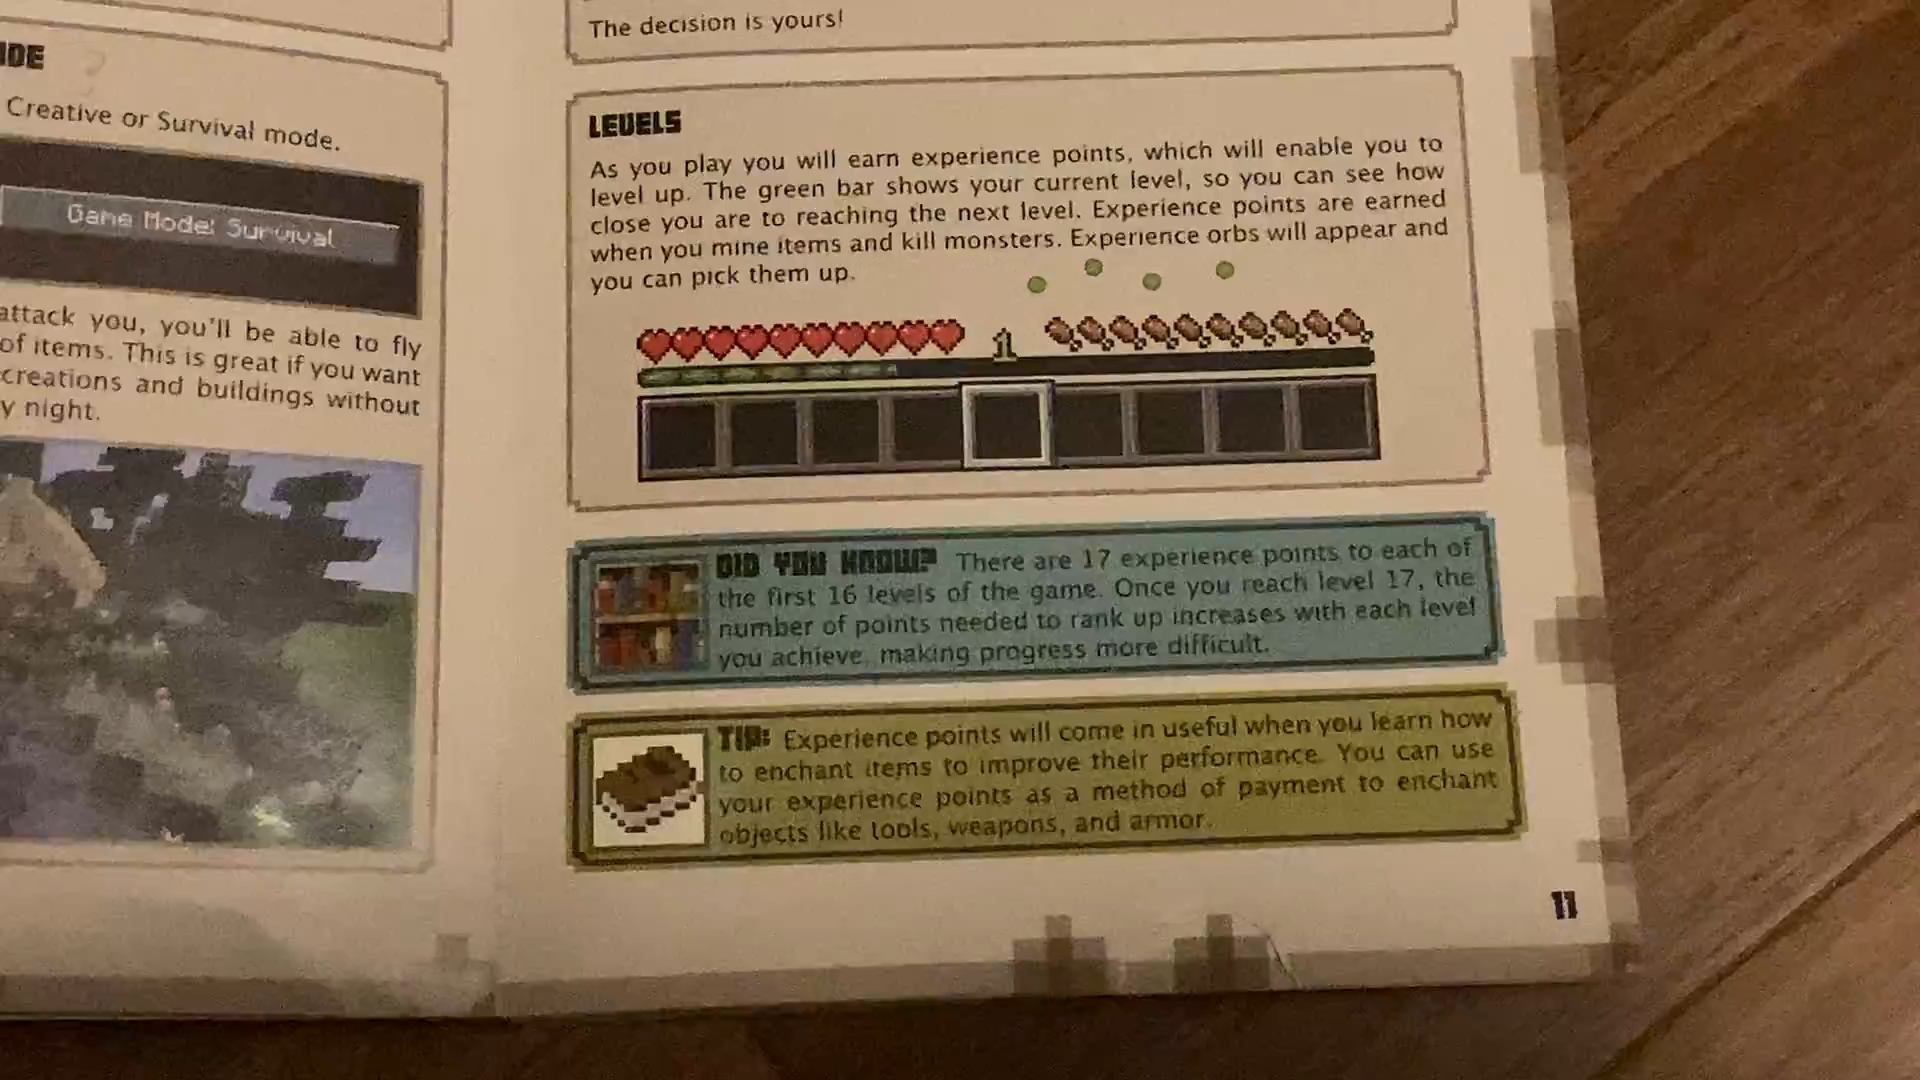 IDE
Creative or Survival mode.
Game Mode: Survival
attack you, you'll be able to fly
of items. This is great if you want
creations and buildings without
y night.
The decision is yours!
LEVELS
As you play you will earn experience points, which will enable you to
level up. The green bar shows your current level, so you can see how
close you are to reaching the next level. Experience points are earned
when you mine items and kill monsters. Experience orbs will appear and
you can pick them up.
1
DID YOU KNOW? There are 17 experience points to each of
the first 16 levels of the game. Once you reach level 17, the
number of points needed to rank up increases with each level
you achieve, making progress more difficult.
TIP: Experience points will come in useful when you learn how
to enchant items to improve their performance. You can use
your experience points as a method of payment to enchant
objects like tools, weapons, and armor.
11